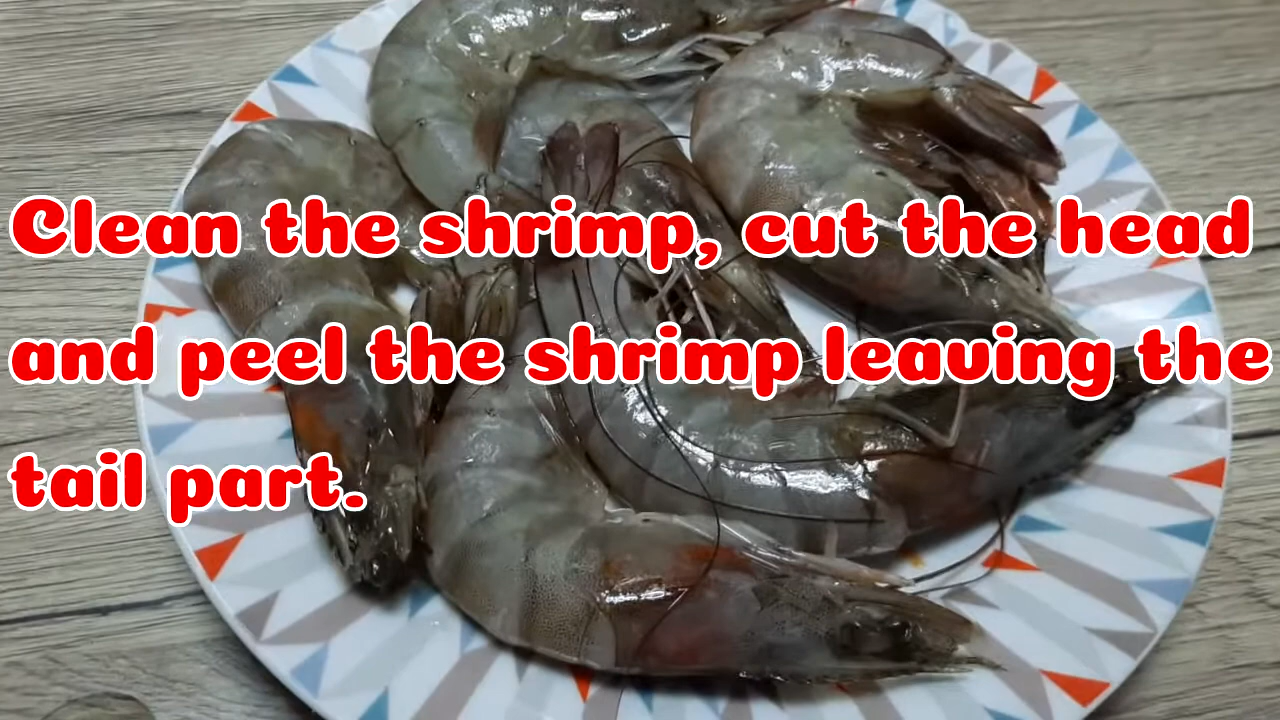 Clean the shrimp, cut the head
and peel the shrimp leaving the
tail part.